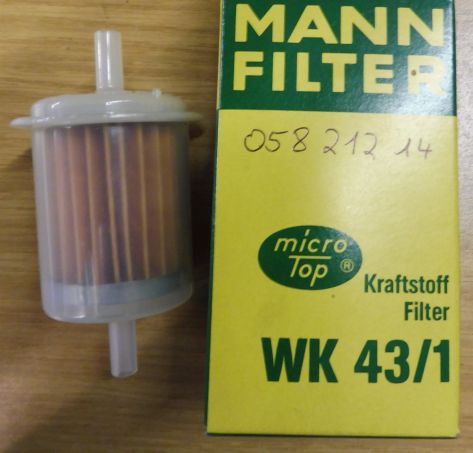 MANN
FILTER
058 212 14
micro
Top ®
Kraftstoff
Filter
WK 43/1